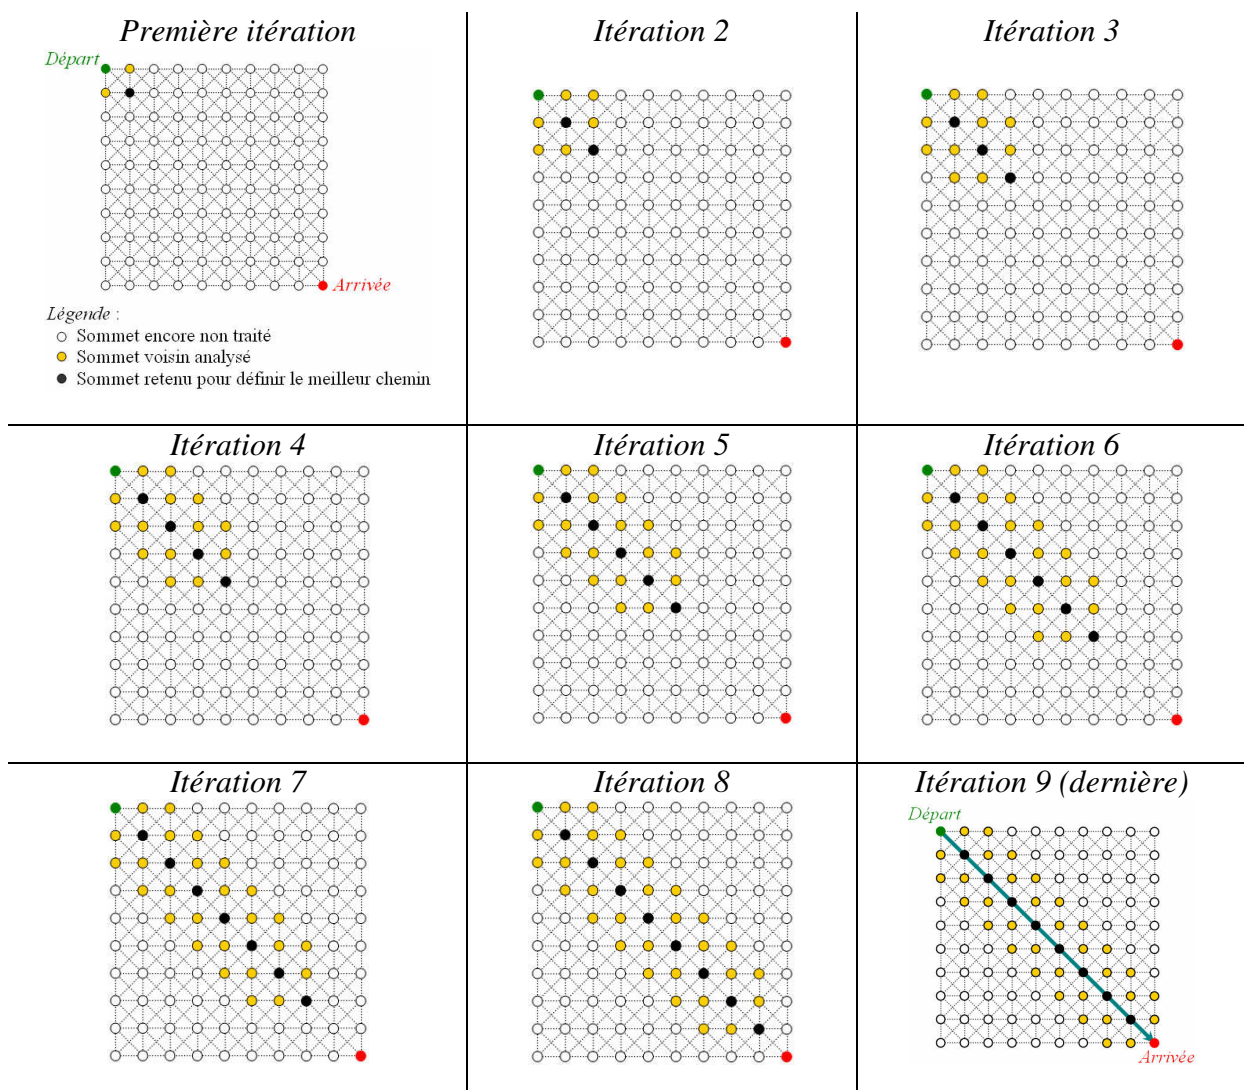 Première itération
Départ
Arrivée
Légende :
Sommet encore non traité
Sommet voisin analysé
Sommet retenu pour définir le meilleur chemin
Itération 2
Itération 3
Itération 4
Itération 5
Itération 6
Itération 7
Itération 8
Itération 9 (dernière)
Départ
Arrivée